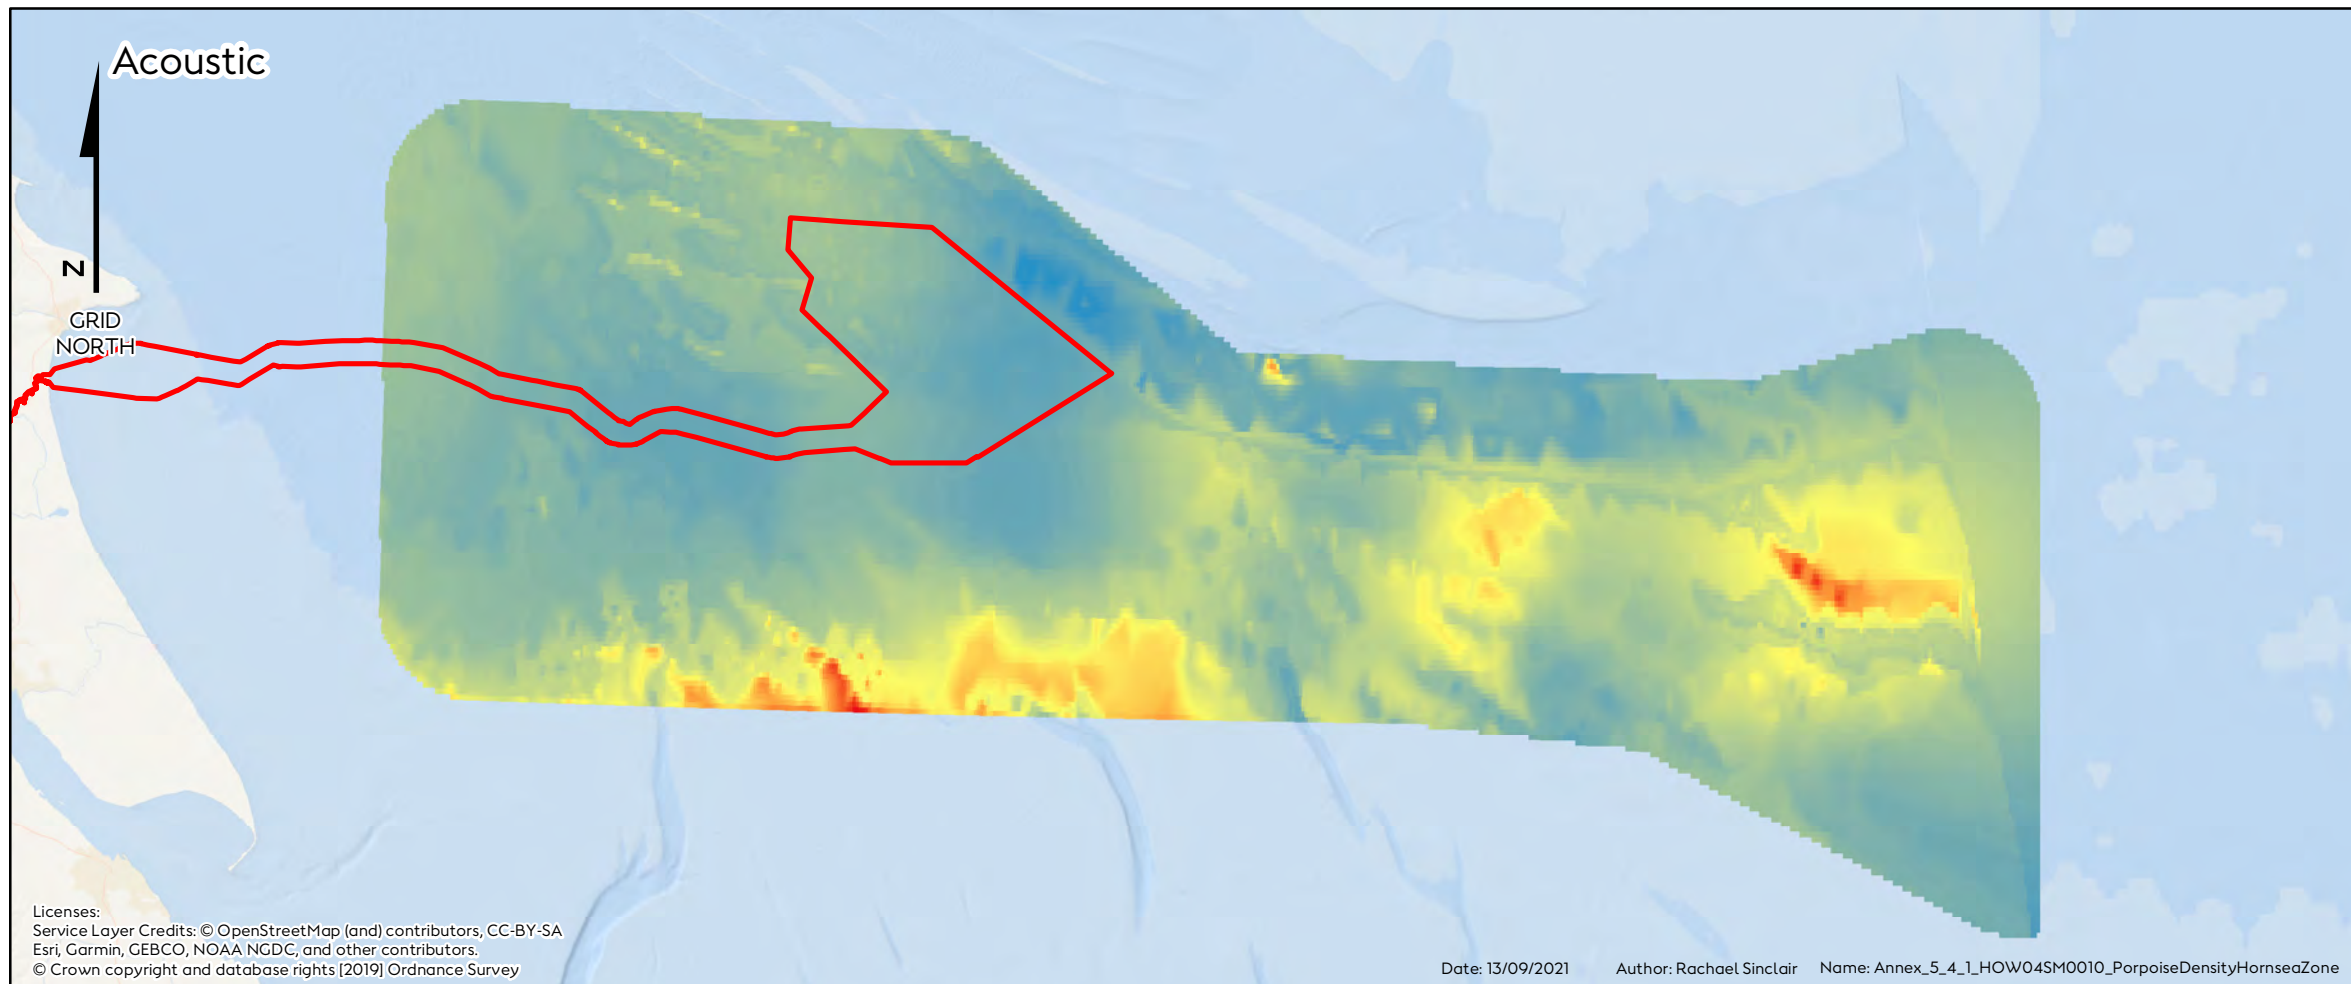 Acoustic
N
GRID
NORTH
Licenses:
Service Layer Credits: © OpenStreetMap (and) contributors, CC-BY-SA
Esri, Garmin, GEBCO, NOAA NGDC, and other contributors.
© Crown copyright and database rights [2019] Ordnance Survey
Date: 13/09/2021 Author: Rachael Sinclair Name: Annex_5_4_1_HOW04SM0010_PorpoiseDensityHornseaZone